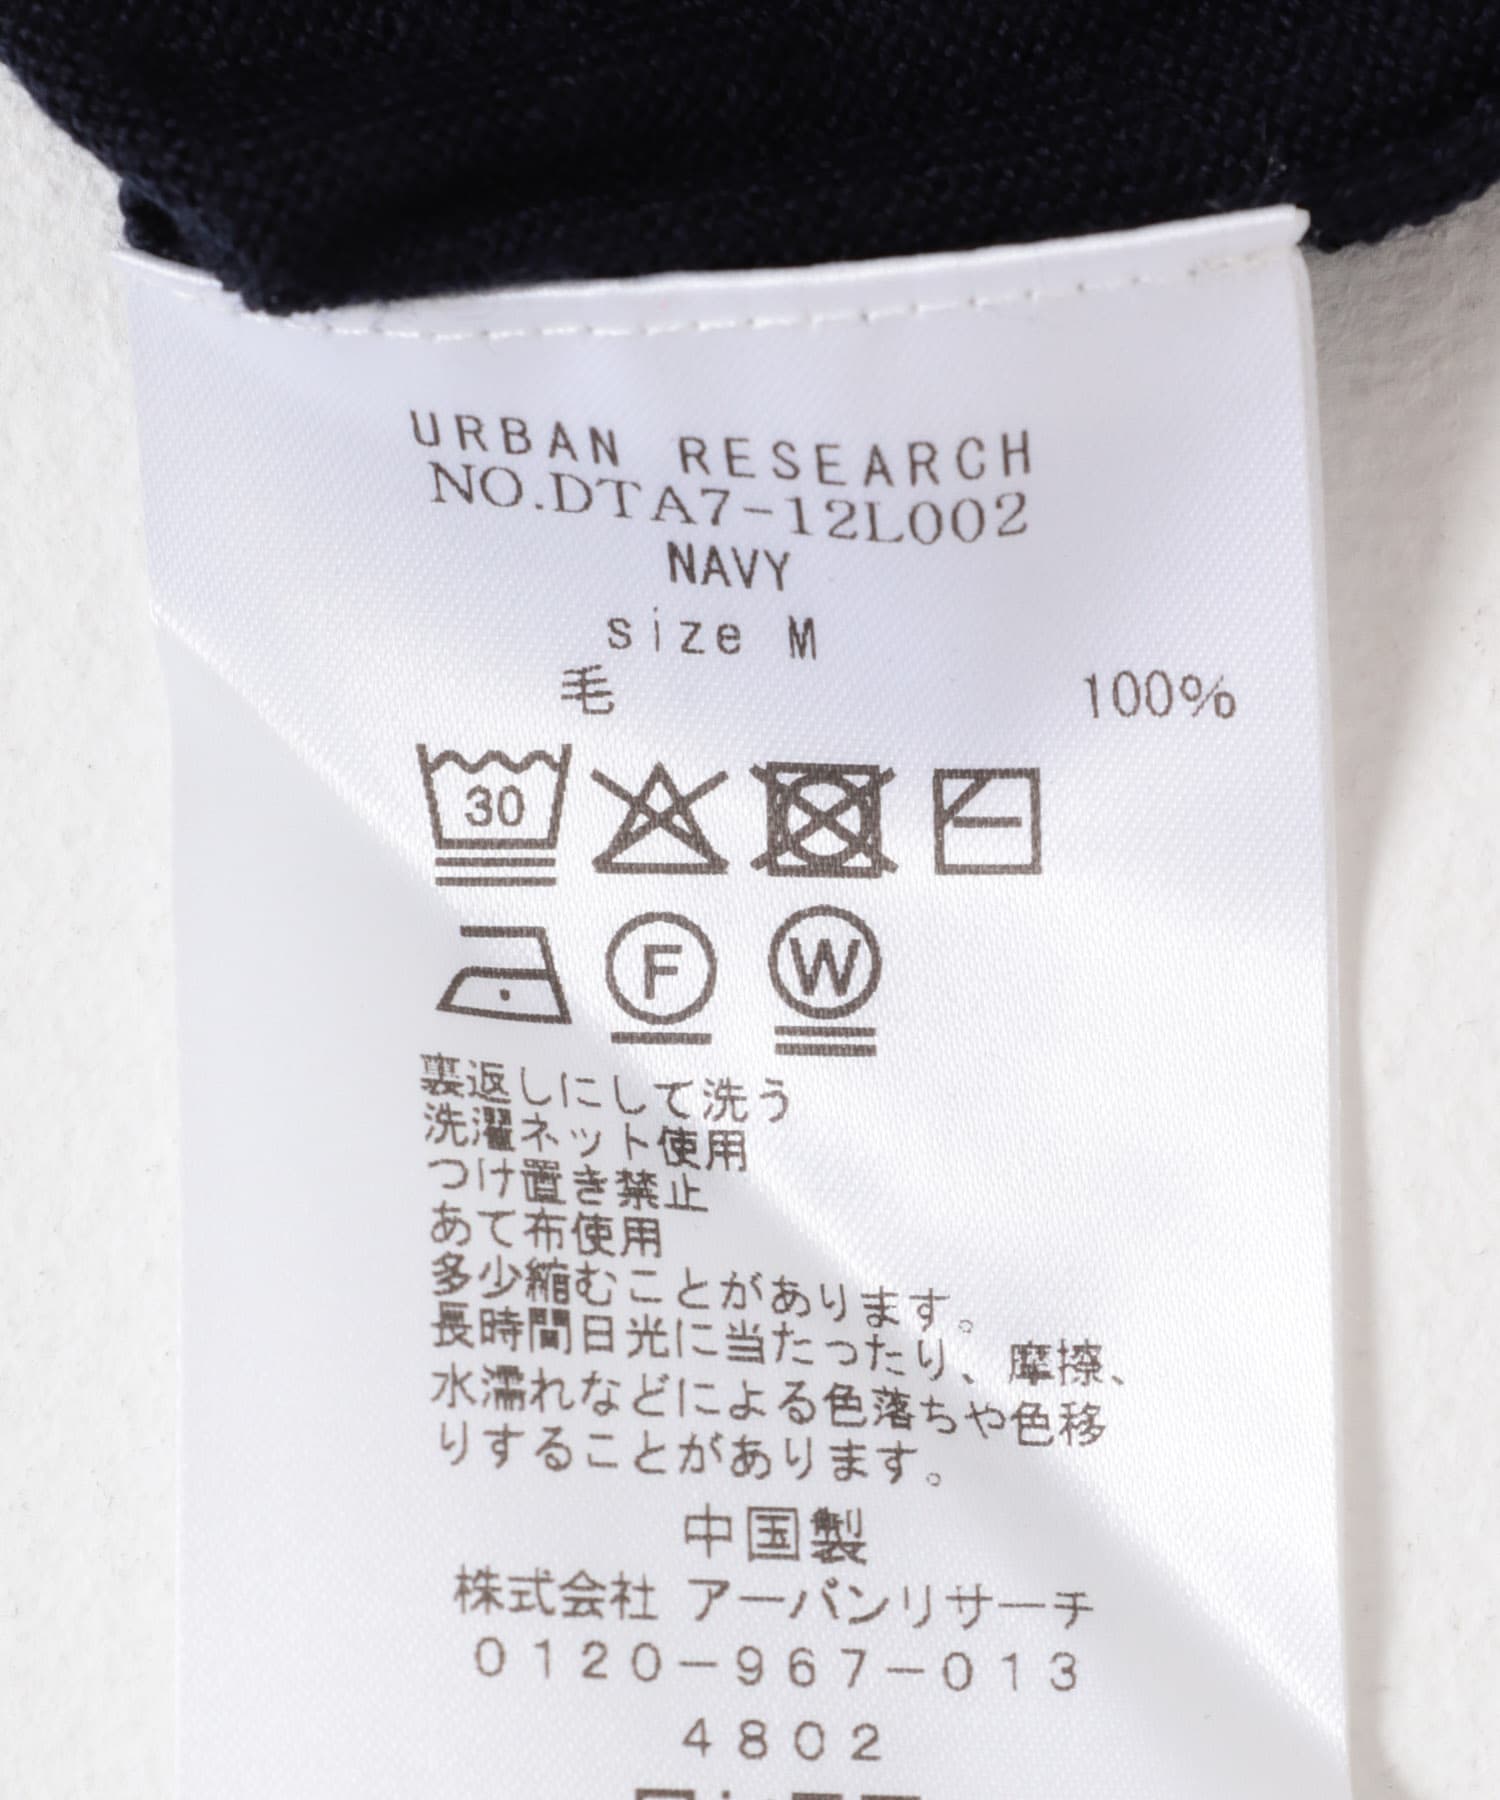 URBAN RESEARCH
NO.DTA7-12L002
NAVY
size M
毛 100%
30
F W
裏返しにして洗う
洗濯ネット使用
つけ置き禁止
あて布使用
多少縮むことがあります。
長時間日光に当たったり、摩擦、
水濡れなどによる色落ちや色移
りすることがあります。
中国製
株式会社 アーバンリサーチ
0120-967-013
4802